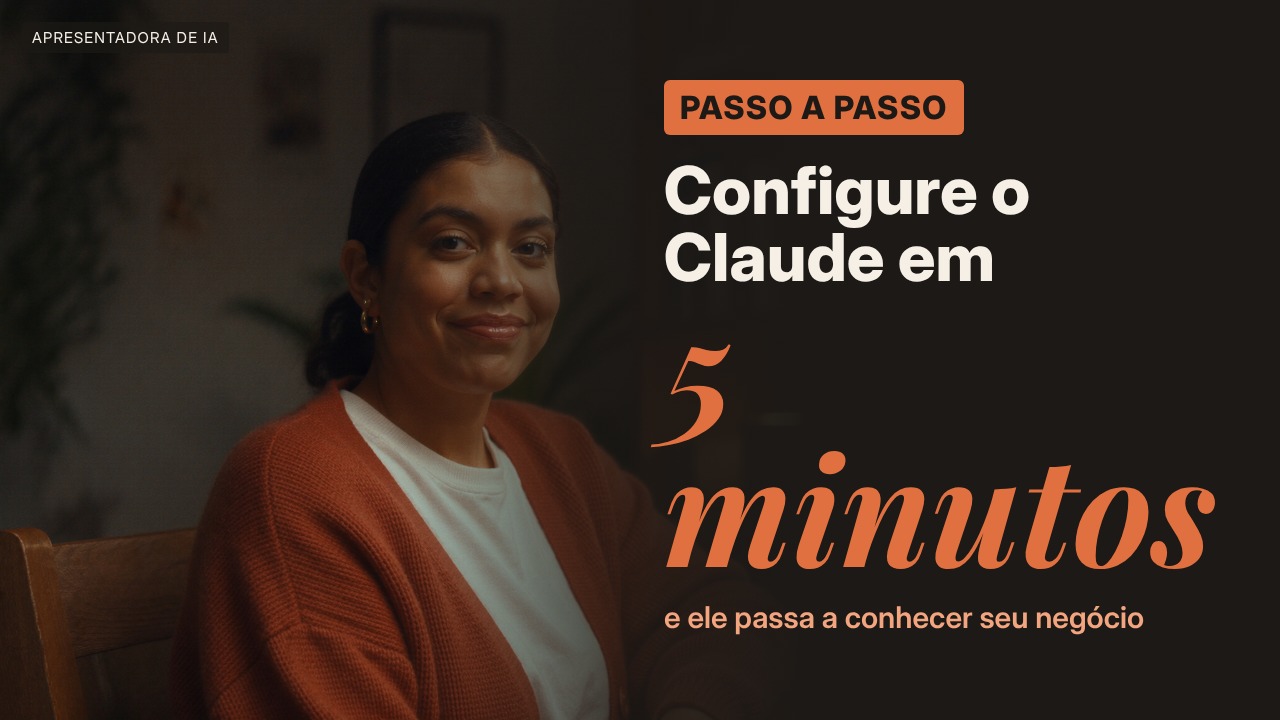 APRESENTADORA DE IA
PASSO A PASSO
Configure o
Claude em
5
minutos
e ele passa a conhecer seu negócio